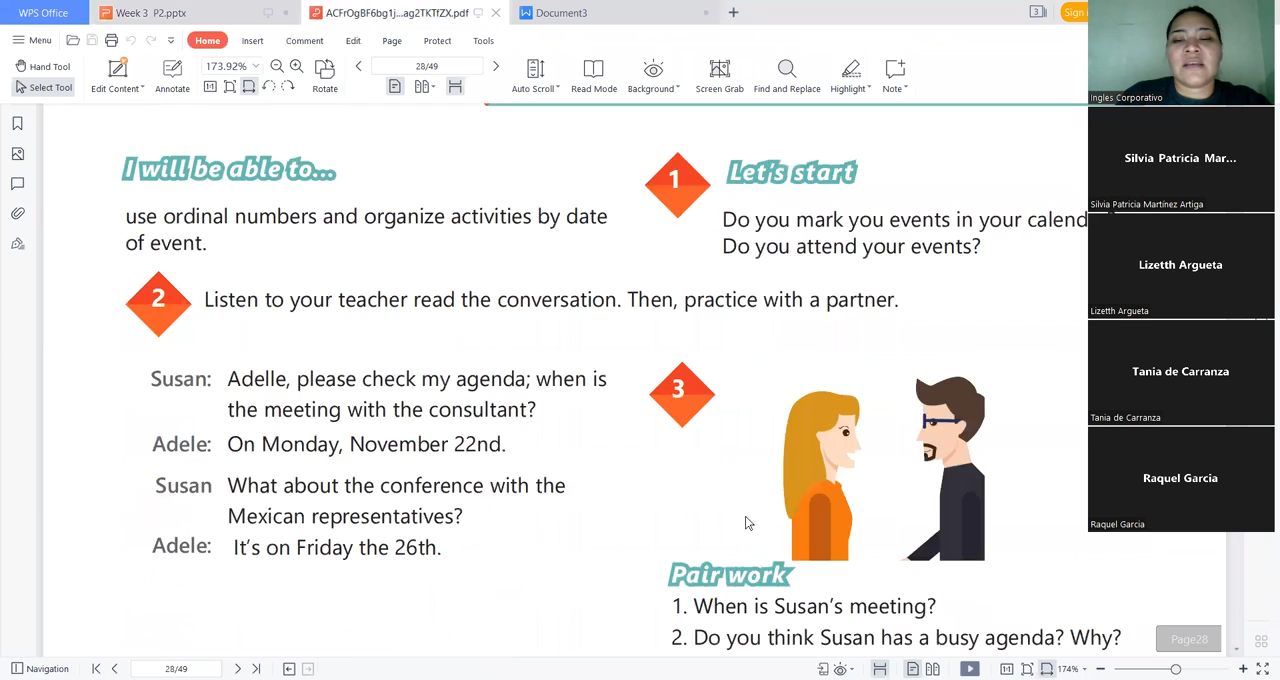 WPS Office
Week 3 P2.pptx
ACFrOgBF6bg1j...ag2TKTfZX.pdf
Document3
3
Sign i
Menu
Home
Insert
Comment
Edit
Page
Protect
Tools
Hand Tool
Select Tool
Edit Content
Annotate
173.92%
Rotate
28/49
Auto Scroll
Read Mode
Background
Screen Grab
Find and Replace
Highlight
Note
I will be able to...
use ordinal numbers and organize activities by date
of event.
1
Let's start
Do you mark you events in your calend
Do you attend your events?
2
Listen to your teacher read the conversation. Then, practice with a partner.
Susan: Adelle, please check my agenda; when is
the meeting with the consultant?
Adele: On Monday, November 22nd.
Susan What about the conference with the
Mexican representatives?
Adele: It's on Friday the 26th.
3
Pair work
1. When is Susan's meeting?
2. Do you think Susan has a busy agenda? Why?
Page28
Ingles Corporativo
Silvia Patricia Mar...
Silvia Patricia Martínez Artiga
Lizetth Argueta
Lizetth Argueta
Tania de Carranza
Tania de Carranza
Raquel Garcia
Raquel Garcia
Navigation
28/49
174%